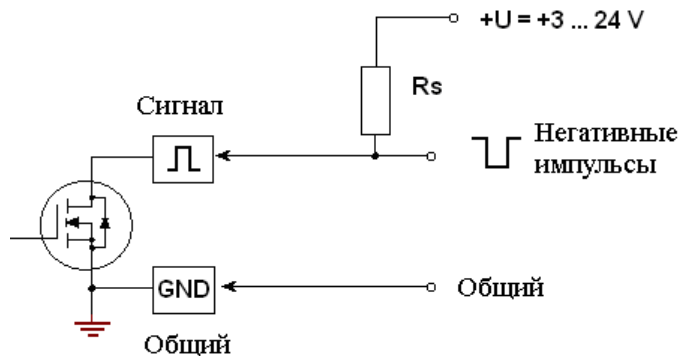 +U = +3 ... 24 V
Rs
Сигнал
Негативные
импульсы
GND
Общий
Общий